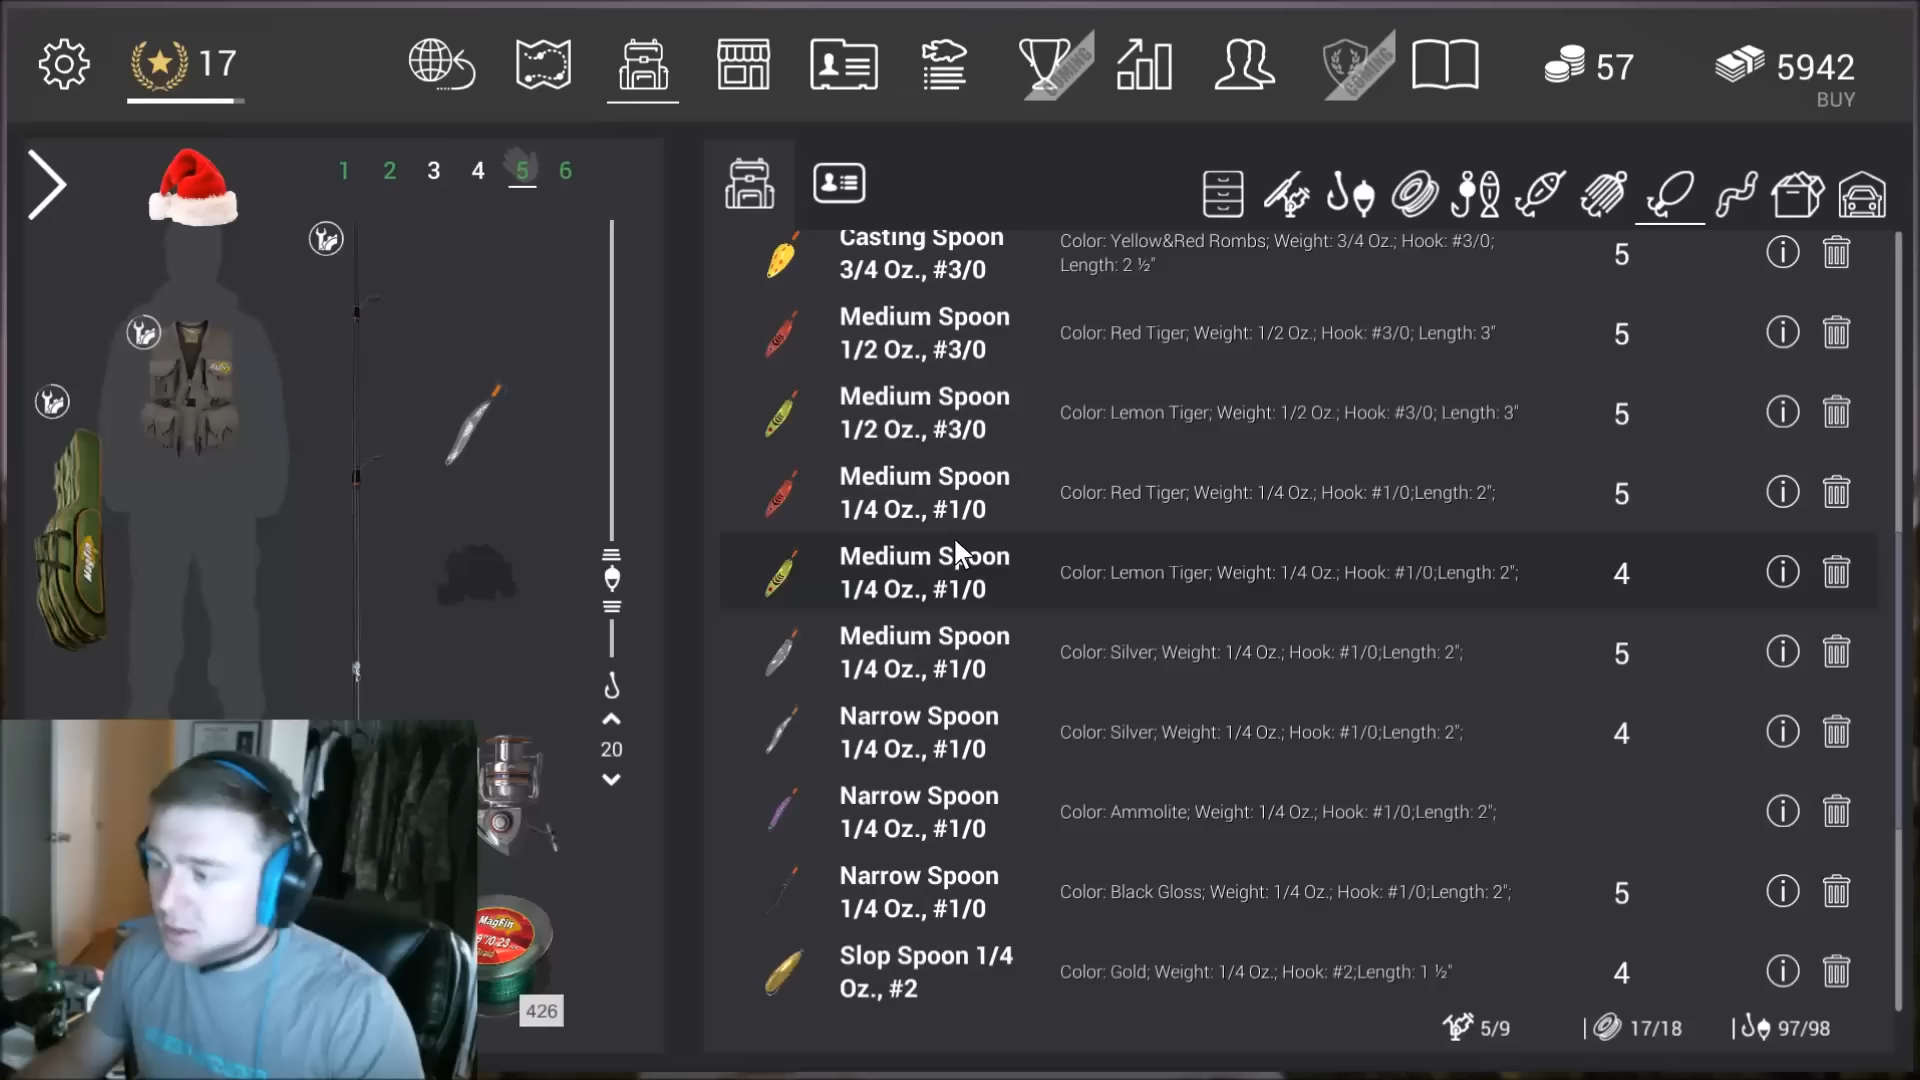 17
COMING
COMING
57
5942
BUY
1 2 3 4 5 6
Casting Spoon
3/4 Oz., #3/0
Color: Yellow&Red Rombs; Weight: 3/4 Oz.; Hook: #3/0;
Length: 2 ½"
5
Medium Spoon
1/2 Oz., #3/0
Color: Red Tiger; Weight: 1/2 Oz.; Hook: #3/0; Length: 3"
5
Medium Spoon
1/2 Oz., #3/0
Color: Lemon Tiger; Weight: 1/2 Oz.; Hook: #3/0; Length: 3"
5
Medium Spoon
1/4 Oz., #1/0
Color: Red Tiger; Weight: 1/4 Oz.; Hook: #1/0;Length: 2";
5
Medium Spoon
1/4 Oz., #1/0
Color: Lemon Tiger; Weight: 1/4 Oz.; Hook: #1/0;Length: 2";
4
Medium Spoon
1/4 Oz., #1/0
Color: Silver; Weight: 1/4 Oz.; Hook: #1/0;Length: 2";
5
Narrow Spoon
1/4 Oz., #1/0
Color: Silver; Weight: 1/4 Oz.; Hook: #1/0;Length: 2";
4
Narrow Spoon
1/4 Oz., #1/0
Color: Ammolite; Weight: 1/4 Oz.; Hook: #1/0;Length: 2";
Narrow Spoon
1/4 Oz., #1/0
Color: Black Gloss; Weight: 1/4 Oz.; Hook: #1/0;Length: 2";
5
Slop Spoon 1/4
Oz., #2
Color: Gold; Weight: 1/4 Oz.; Hook: #2;Length: 1 ½"
4
5/9
17/18
97/98
20
MagFin
MagFin
426